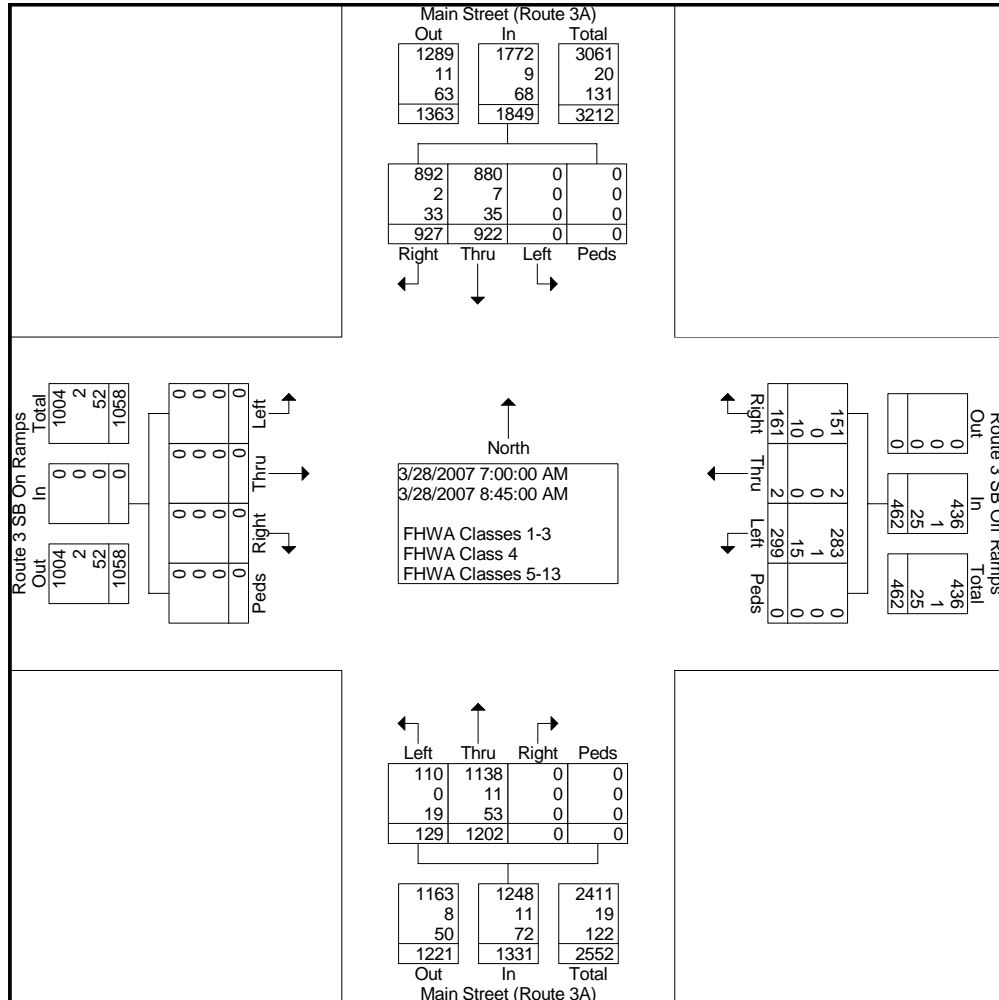 Main Street (Route 3A)
Out In Total
1289 1772 3061
11 9 20
63 68 131
1363 1849 3212
892 880 0 0
2 7 0 0
33 35 0 0
927 922 0 0
Right Thru Left Peds
Route 3 SB On Ramps
Total In Out
1004 0 1004
2 0 2
52 0 52
1058 0 1058
Left Thru Right Peds
0 0 0 0
0 0 0 0
0 0 0 0
0 0 0 0
North
3/28/2007 7:00:00 AM
3/28/2007 8:45:00 AM
FHWA Classes 1-3
FHWA Class 4
FHWA Classes 5-13
Right Thru Left Peds
151 2 283 0
0 0 1 0
10 0 15 0
161 2 299 0
Route 3 SB Off Ramps
Out In Total
0 436 436
0 1 1
0 25 25
0 462 462
Left Thru Right Peds
110 1138 0 0
0 11 0 0
19 53 0 0
129 1202 0 0
1163 1248 2411
8 11 19
50 72 122
1221 1331 2552
Out In Total
Main Street (Route 3A)